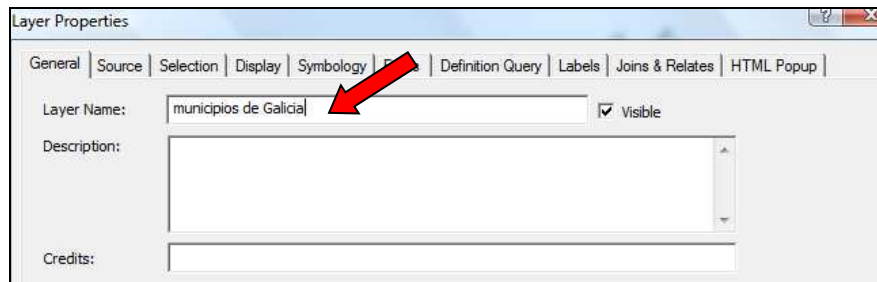 Layer Properties
General Source Selection Display Symbology Definition Query Labels Joins & Relates HTML Popup
Layer Name: municipios de Galicia Visible
Description:
Credits: